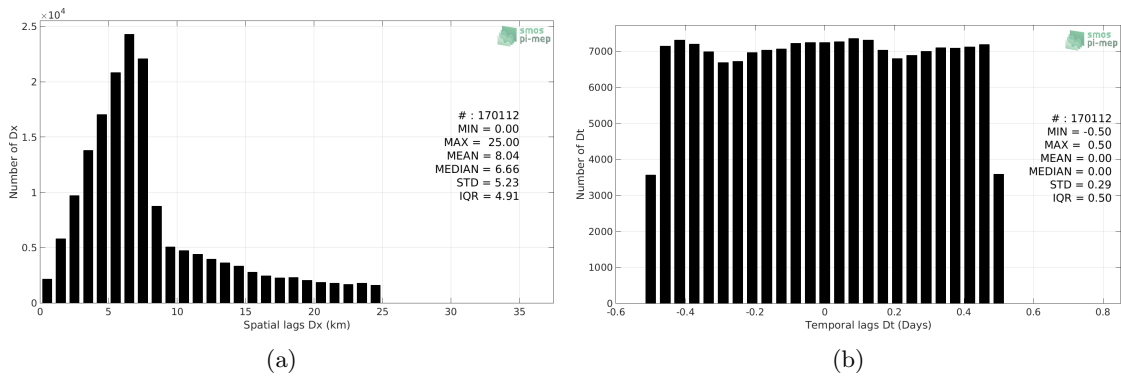 ×10⁴
2.5
2
1.5
1
0.5
0
Number of Dx
smos
pi-mep
# : 170112
MIN = 0.00
MAX = 25.00
MEAN = 8.04
MEDIAN = 6.66
STD = 5.23
IQR = 4.91
0 5 10 15 20 25 30 35
Spatial lags Dx (km)
(a)
7000
6000
5000
4000
3000
2000
1000
0
Number of Dt
smos
pi-mep
# : 170112
MIN = -0.50
MAX = 0.50
MEAN = 0.00
MEDIAN = 0.00
STD = 0.29
IQR = 0.50
-0.6 -0.4 -0.2 0 0.2 0.4 0.6 0.8
Temporal lags Dt (Days)
(b)